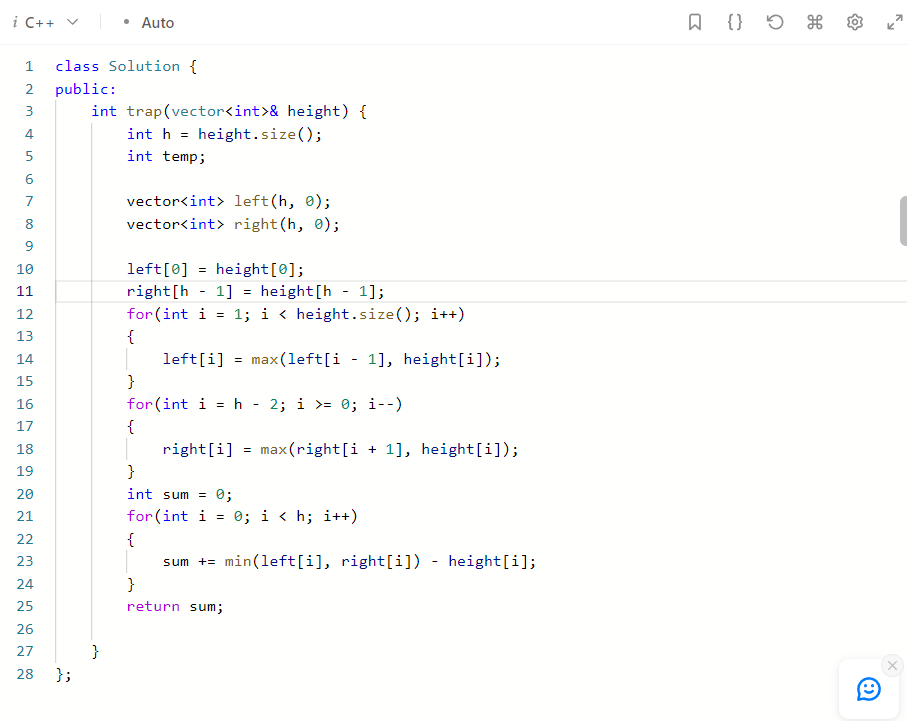 i C++ • Auto
1 class Solution {
2 public:
3     int trap(vector<int>& height) {
4         int h = height.size();
5         int temp;
6
7         vector<int> left(h, 0);
8         vector<int> right(h, 0);
9
10         left[0] = height[0];
11         right[h - 1] = height[h - 1];
12         for(int i = 1; i < height.size(); i++)
13         {
14             left[i] = max(left[i - 1], height[i]);
15         }
16         for(int i = h - 2; i >= 0; i--)
17         {
18             right[i] = max(right[i + 1], height[i]);
19         }
20         int sum = 0;
21         for(int i = 0; i < h; i++)
22         {
23             sum += min(left[i], right[i]) - height[i];
24         }
25         return sum;
26
27     }
28 };